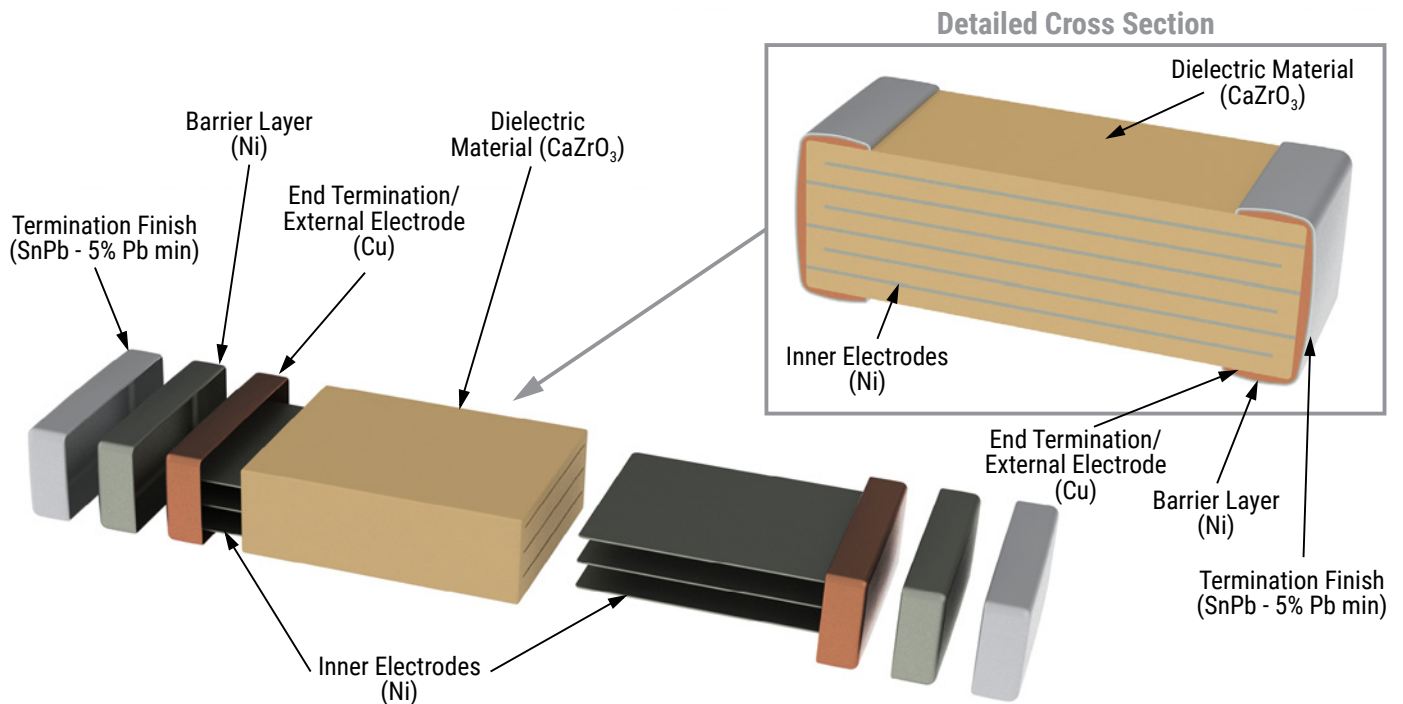 Detailed Cross Section
Dielectric Material
(CaZrO₃)
Barrier Layer
(Ni)
Dielectric
Material (CaZrO₃)
End Termination/
External Electrode
(Cu)
Termination Finish
(SnPb - 5% Pb min)
Inner Electrodes
(Ni)
End Termination/
External Electrode
(Cu)
Barrier Layer
(Ni)
Termination Finish
(SnPb - 5% Pb min)
Inner Electrodes
(Ni)